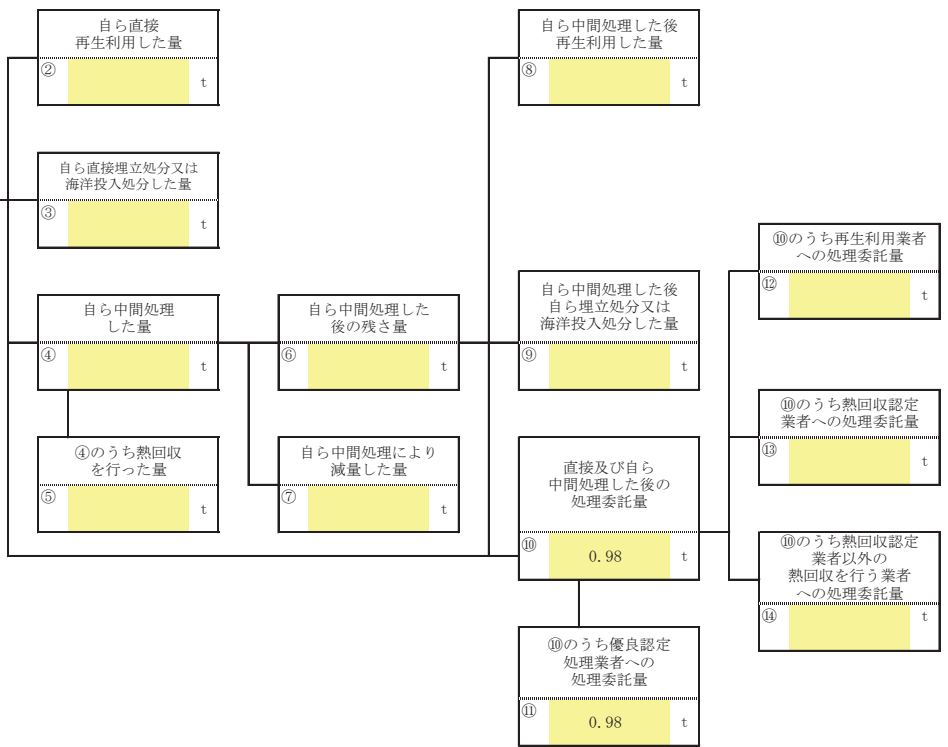 自ら直接
再生利用した量
②
t
自ら直接埋立処分又は
海洋投入処分した量
③
t
自ら中間処理
した量
④
t
④のうち熱回収
を行った量
⑤
t
自ら中間処理した
後の残さ量
⑥
t
自ら中間処理により
減量した量
⑦
t
自ら中間処理した後
再生利用した量
⑧
t
自ら中間処理した後
自ら埋立処分又は
海洋投入処分した量
⑨
t
直接及び自ら
中間処理した後の
処理委託量
⑩ 0.98 t
⑩のうち優良認定
処理業者への
処理委託量
⑪ 0.98 t
⑩のうち再生利用業者
への処理委託量
⑫
t
⑩のうち熱回収認定
業者への処理委託量
⑬
t
⑩のうち熱回収認定
業者以外の
熱回収を行う業者
への処理委託量
⑭
t